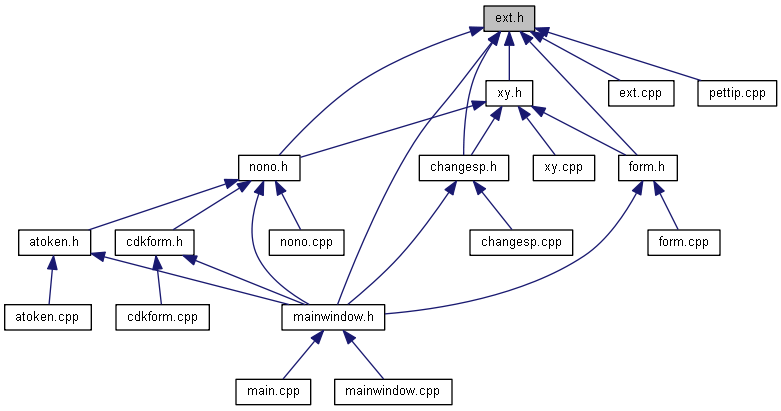 ext.h
xy.h
ext.cpp
pettip.cpp
nono.h
changesp.h
xy.cpp
form.h
atoken.h
cdkform.h
nono.cpp
changesp.cpp
form.cpp
atoken.cpp
cdkform.cpp
mainwindow.h
main.cpp
mainwindow.cpp